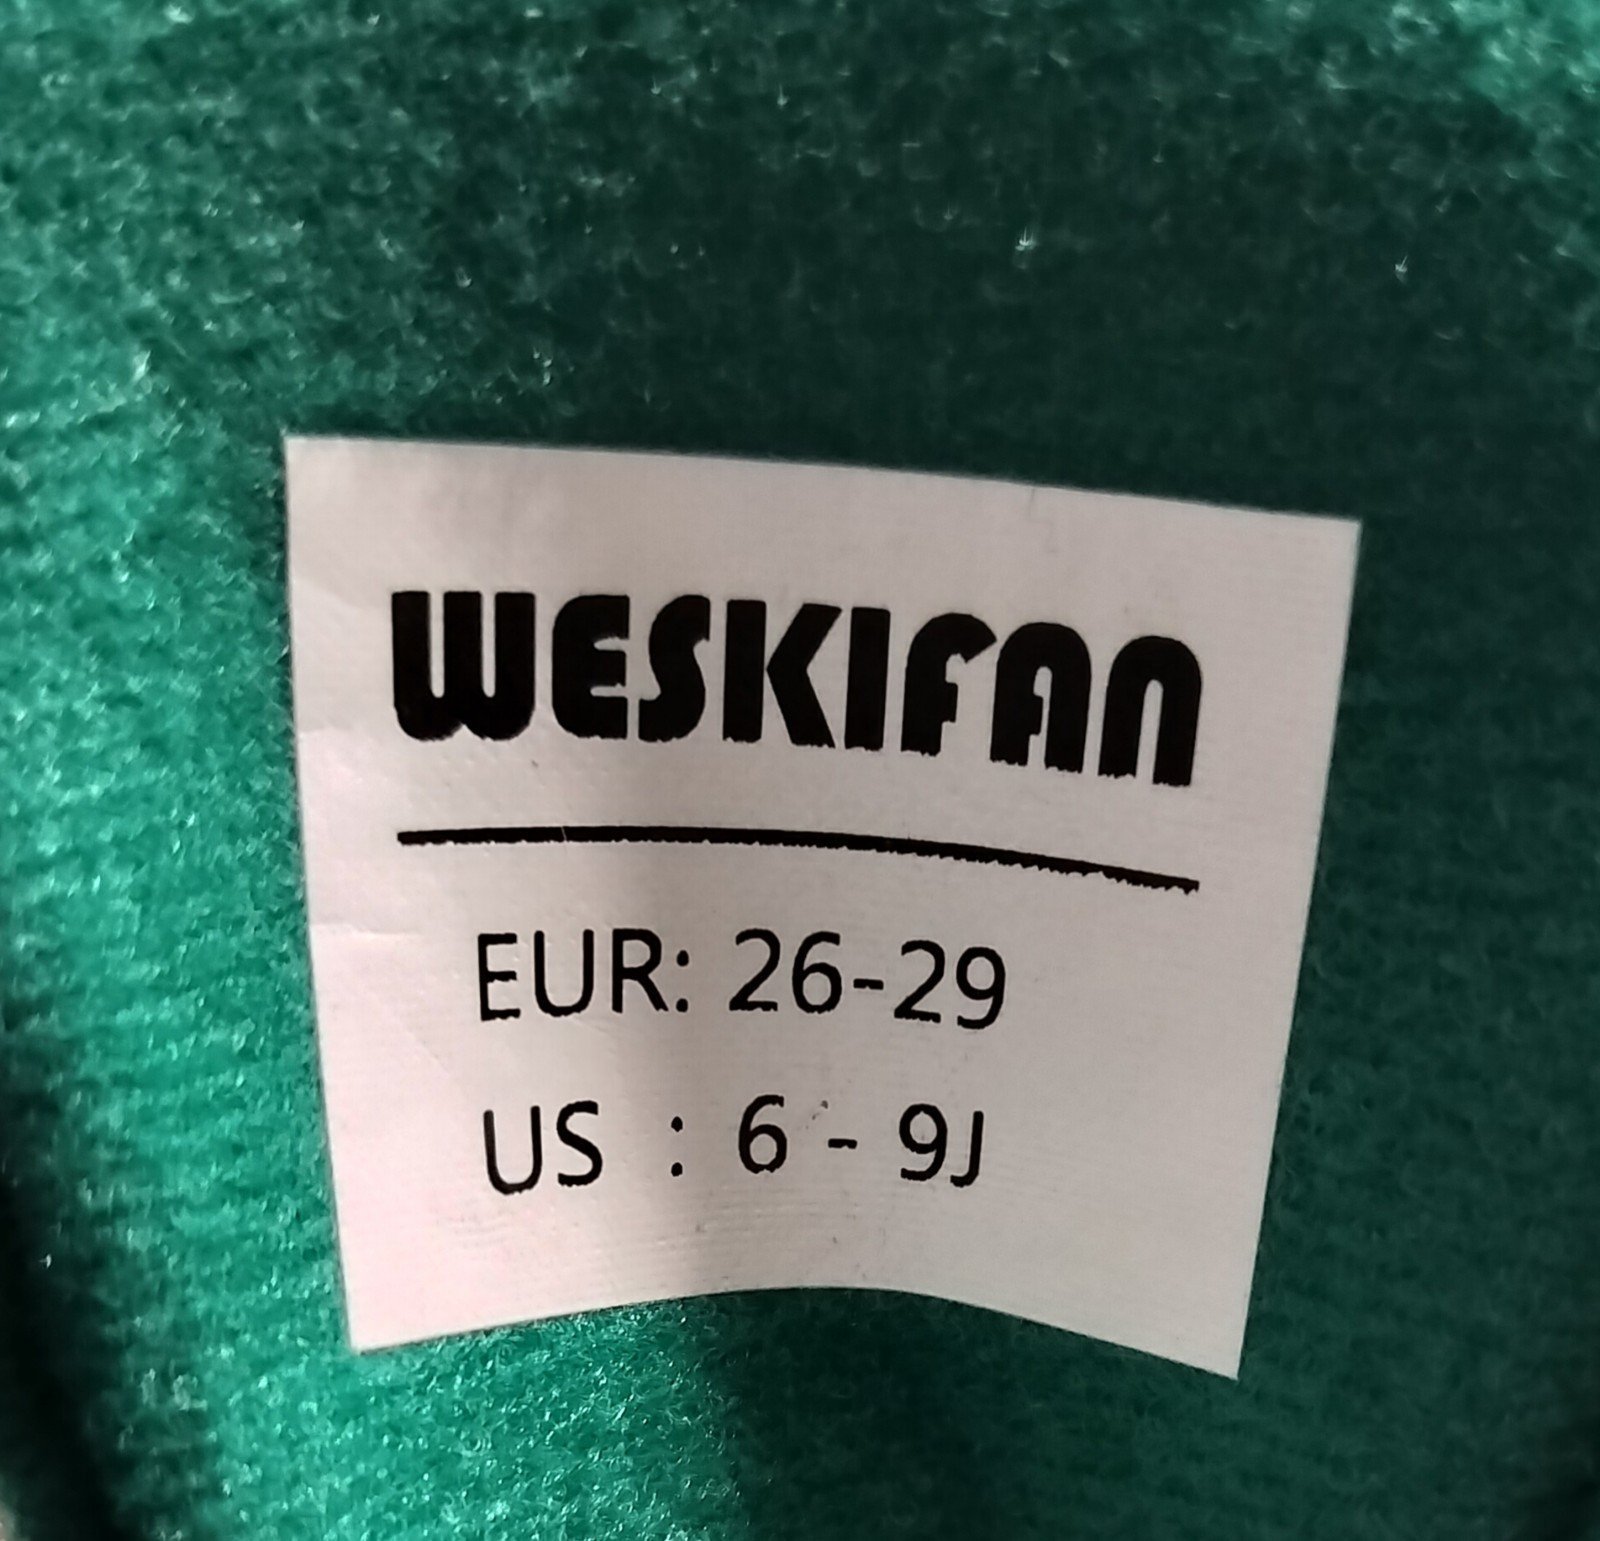 WESKIFAN
EUR: 26-29
US : 6 - 9J